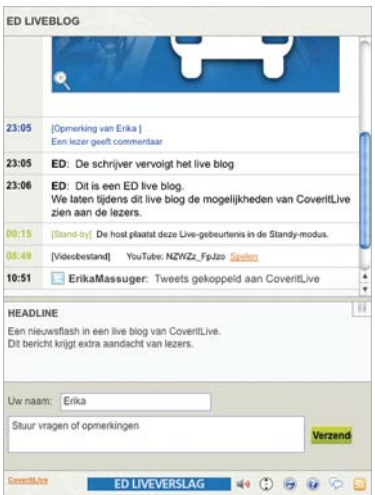 ED LIVEBLOG
23:05 [Opmerking van Erika ]
Een lezer geeft commentaar
23:05 ED: De schrijver vervolgt het live blog
23:06 ED: Dit is een ED live blog.
We laten tijdens dit live blog de mogelijkheden van CoveritLive
zien aan de lezers.
00:15 [Stand-by] De host plaatst deze Live-gebeurtenis in de Standy-modus.
08:49 [Videobestand] YouTube: NZWZz_FpJzo Spelen
10:51 ErikaMassuger: Tweets gekoppeld aan CoveritLive
HEADLINE
Een nieuwsflash in een live blog van CoveritLive.
Dit bericht krijgt extra aandacht van lezers.
Uw naam: Erika
Stuur vragen of opmerkingen
Verzend
CoveritLive ED LIVEVERSLAG